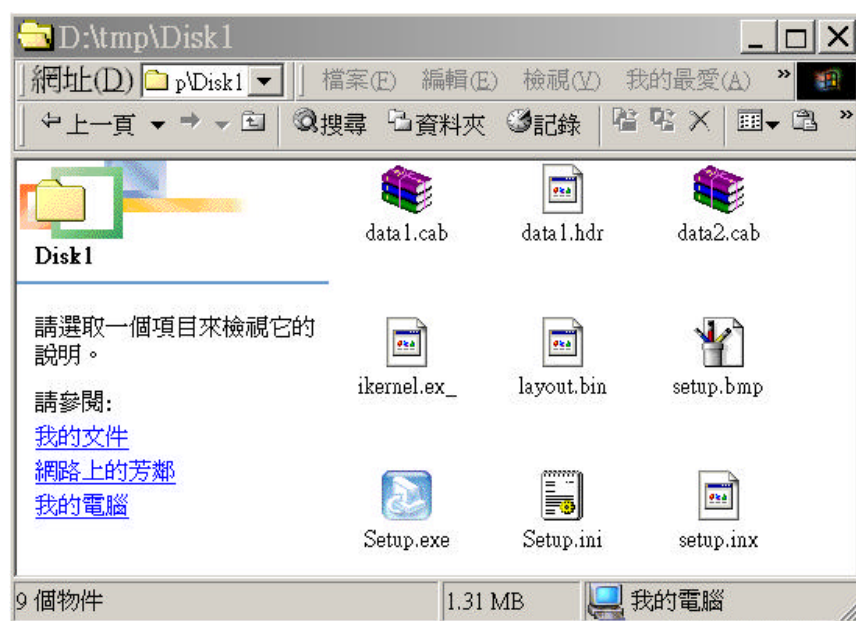 D:\tmp\Disk1
網址(D) p\Disk1 檔案(F) 編輯(E) 檢視(V) 我的最愛(A) »
上一頁 搜尋 資料夾 記錄 »
data1.cab data1.hdr data2.cab
Disk1
請選取一個項目來檢視它的
說明。
ikernel.ex_ layout.bin setup.bmp
請參閱:
我的文件
網路上的芳鄰
我的電腦
Setup.exe Setup.ini setup.inx
9 個物件 1.31 MB 我的電腦